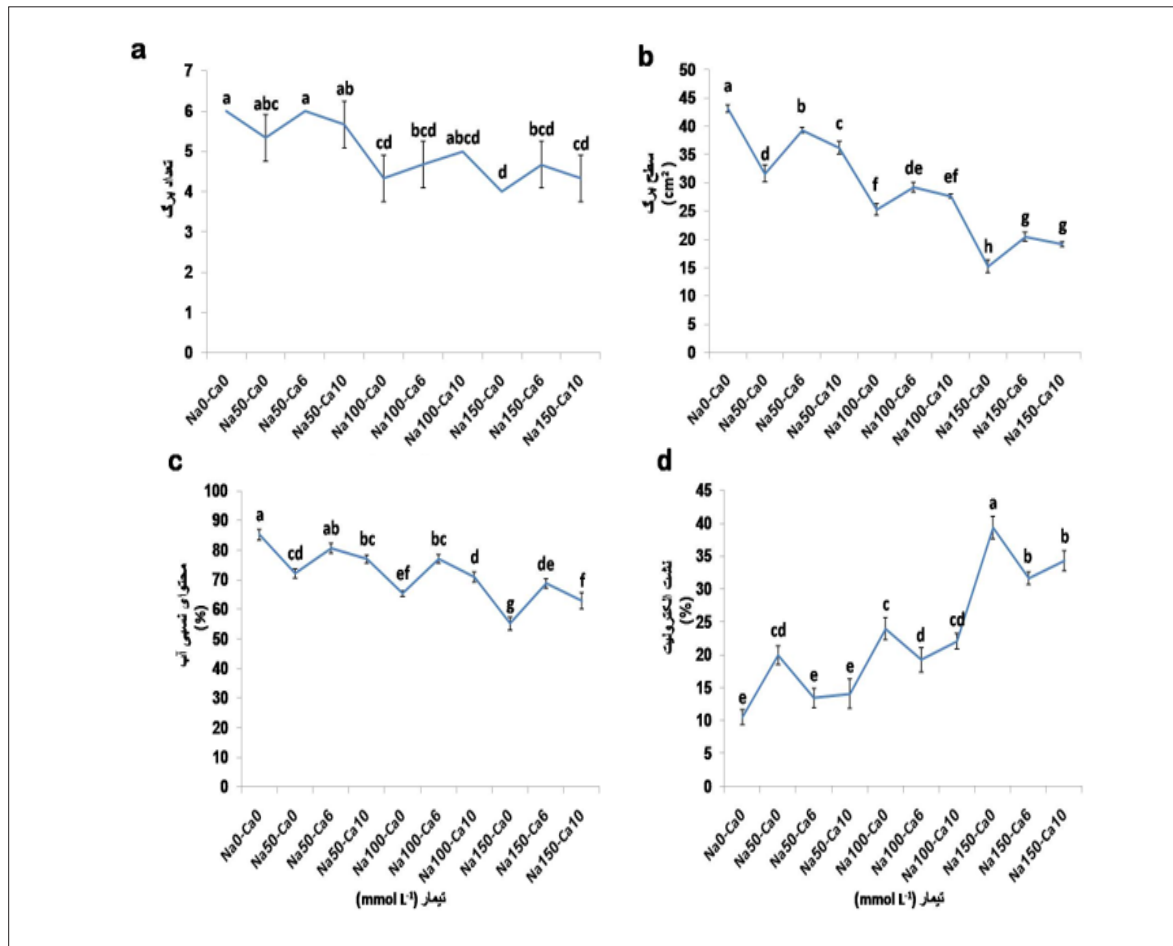 a
تعداد برگ
7
6
5
4
3
2
1
0
a
abc
a
ab
cd
bcd
abcd
d
bcd
cd
Na0-Ca0
Na50-Ca0
Na50-Ca6
Na50-Ca10
Na100-Ca0
Na100-Ca6
Na100-Ca10
Na150-Ca0
Na150-Ca6
Na150-Ca10
b
سطح برگ
(cm²)
50
45
40
35
30
25
20
15
10
5
0
a
d
b
c
f
de
ef
h
g
g
Na0-Ca0
Na50-Ca0
Na50-Ca6
Na50-Ca10
Na100-Ca0
Na100-Ca6
Na100-Ca10
Na150-Ca0
Na150-Ca6
Na150-Ca10
c
محتوای نسبی آب
(%)
100
90
80
70
60
50
40
30
20
10
0
a
cd
ab
bc
ef
bc
d
g
de
f
Na0-Ca0
Na50-Ca0
Na50-Ca6
Na50-Ca10
Na100-Ca0
Na100-Ca6
Na100-Ca10
Na150-Ca0
Na150-Ca6
Na150-Ca10
تیمار (mmol L⁻¹)
d
نشت الکترولیت
(%)
45
40
35
30
25
20
15
10
5
0
e
cd
e
e
c
d
cd
a
b
b
Na0-Ca0
Na50-Ca0
Na50-Ca6
Na50-Ca10
Na100-Ca0
Na100-Ca6
Na100-Ca10
Na150-Ca0
Na150-Ca6
Na150-Ca10
تیمار (mmol L⁻¹)